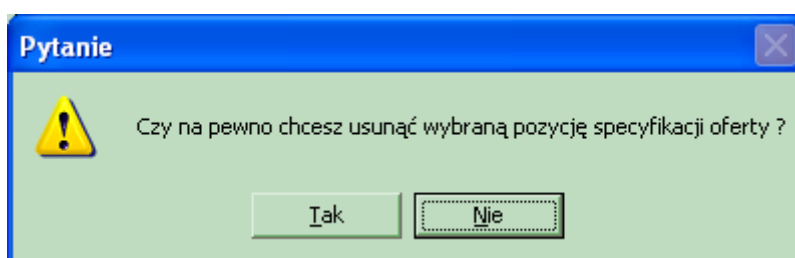 Pytanie
Czy na pewno chcesz usunąć wybraną pozycję specyfikacji oferty ?
Tak
Nie